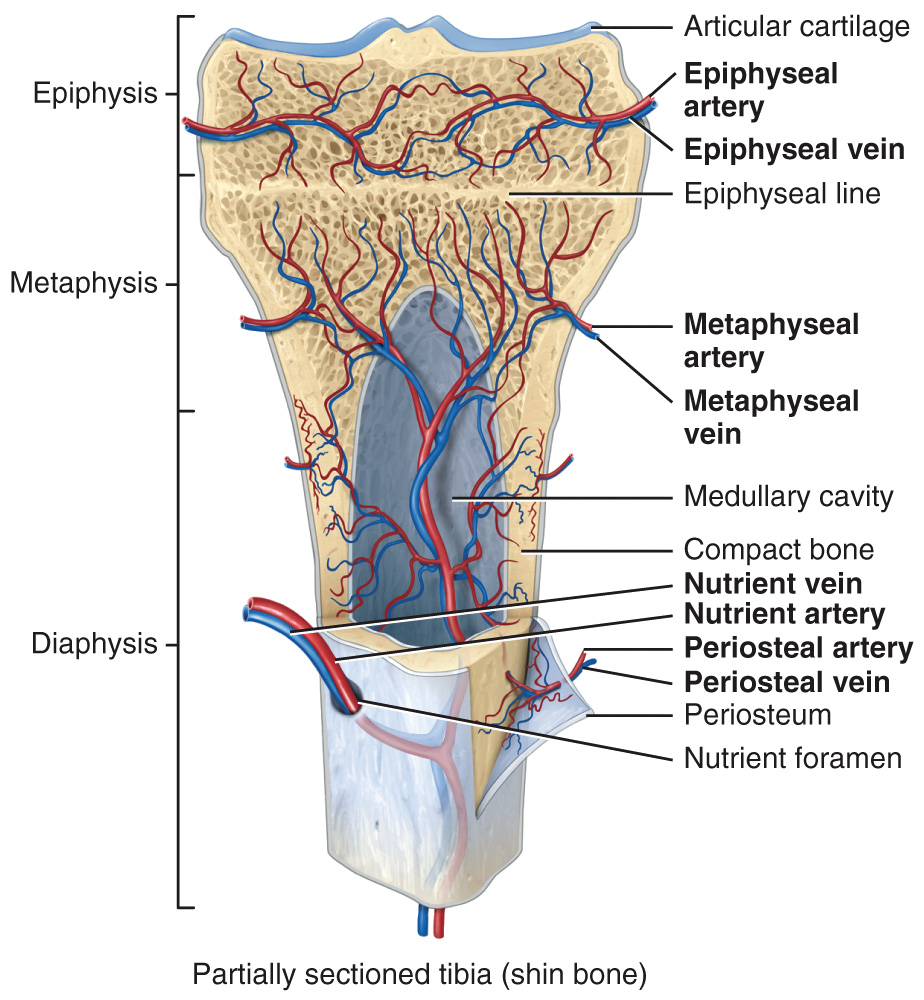 Articular cartilage
Epiphysis
Epiphyseal
artery
Epiphyseal vein
Epiphyseal line
Metaphysis
Metaphyseal
artery
Metaphyseal
vein
Medullary cavity
Compact bone
Nutrient vein
Nutrient artery
Diaphysis
Periosteal artery
Periosteal vein
Periosteum
Nutrient foramen
Partially sectioned tibia (shin bone)